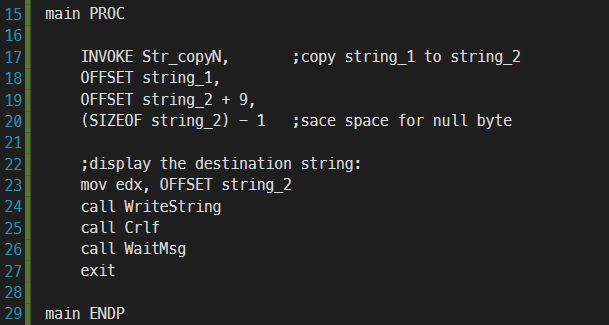 15 main PROC
16
17 INVOKE Str_copyN, ;copy string_1 to string_2
18 OFFSET string_1,
19 OFFSET string_2 + 9,
20 (SIZEOF string_2) - 1 ;sace space for null byte
21
22 ;display the destination string:
23 mov edx, OFFSET string_2
24 call WriteString
25 call Crlf
26 call WaitMsg
27 exit
28
29 main ENDP